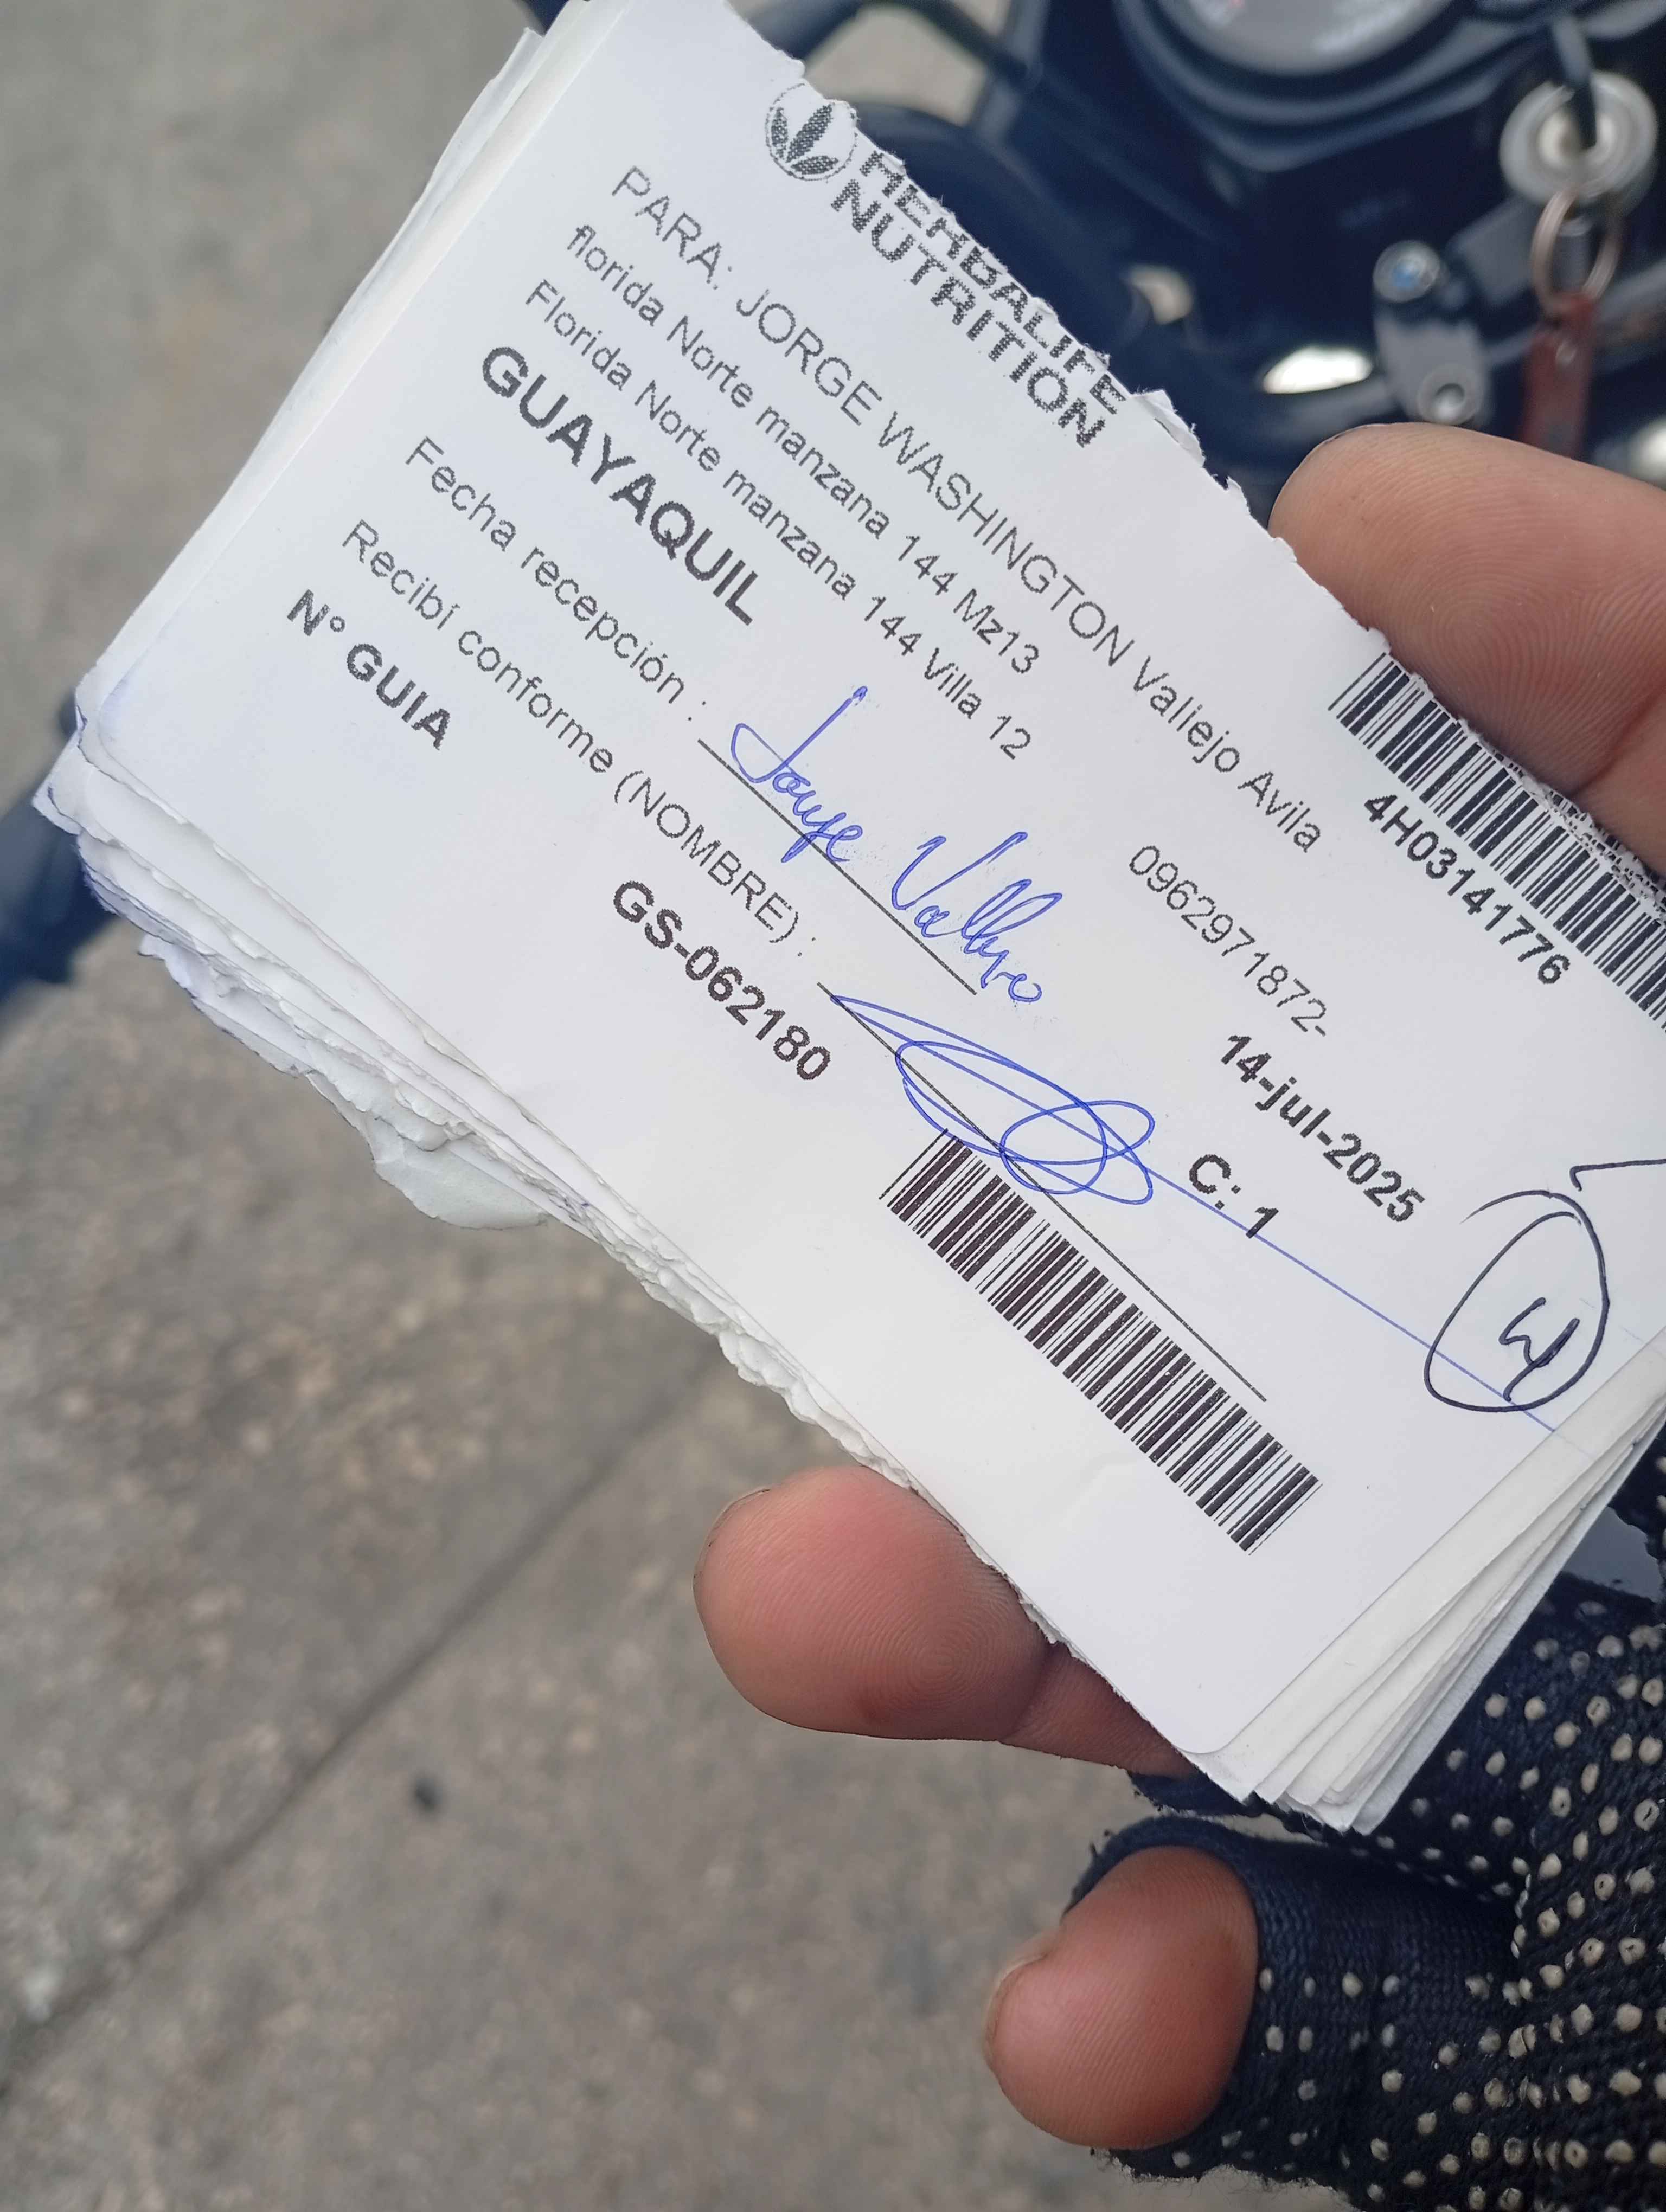 HERBALIFE
NUTRITION
4H03141776
PARA: JORGE WASHINGTON Vallejo Avila
florida Norte manzana 144 Mz13
0962971872-
Florida Norte manzana 144 Villa 12
GUAYAQUIL
14-jul-2025
Fecha recepción :
Jorge Vallejo
C: 1
Recibí conforme (NOMBRE) :
N° GUIA
GS-062180